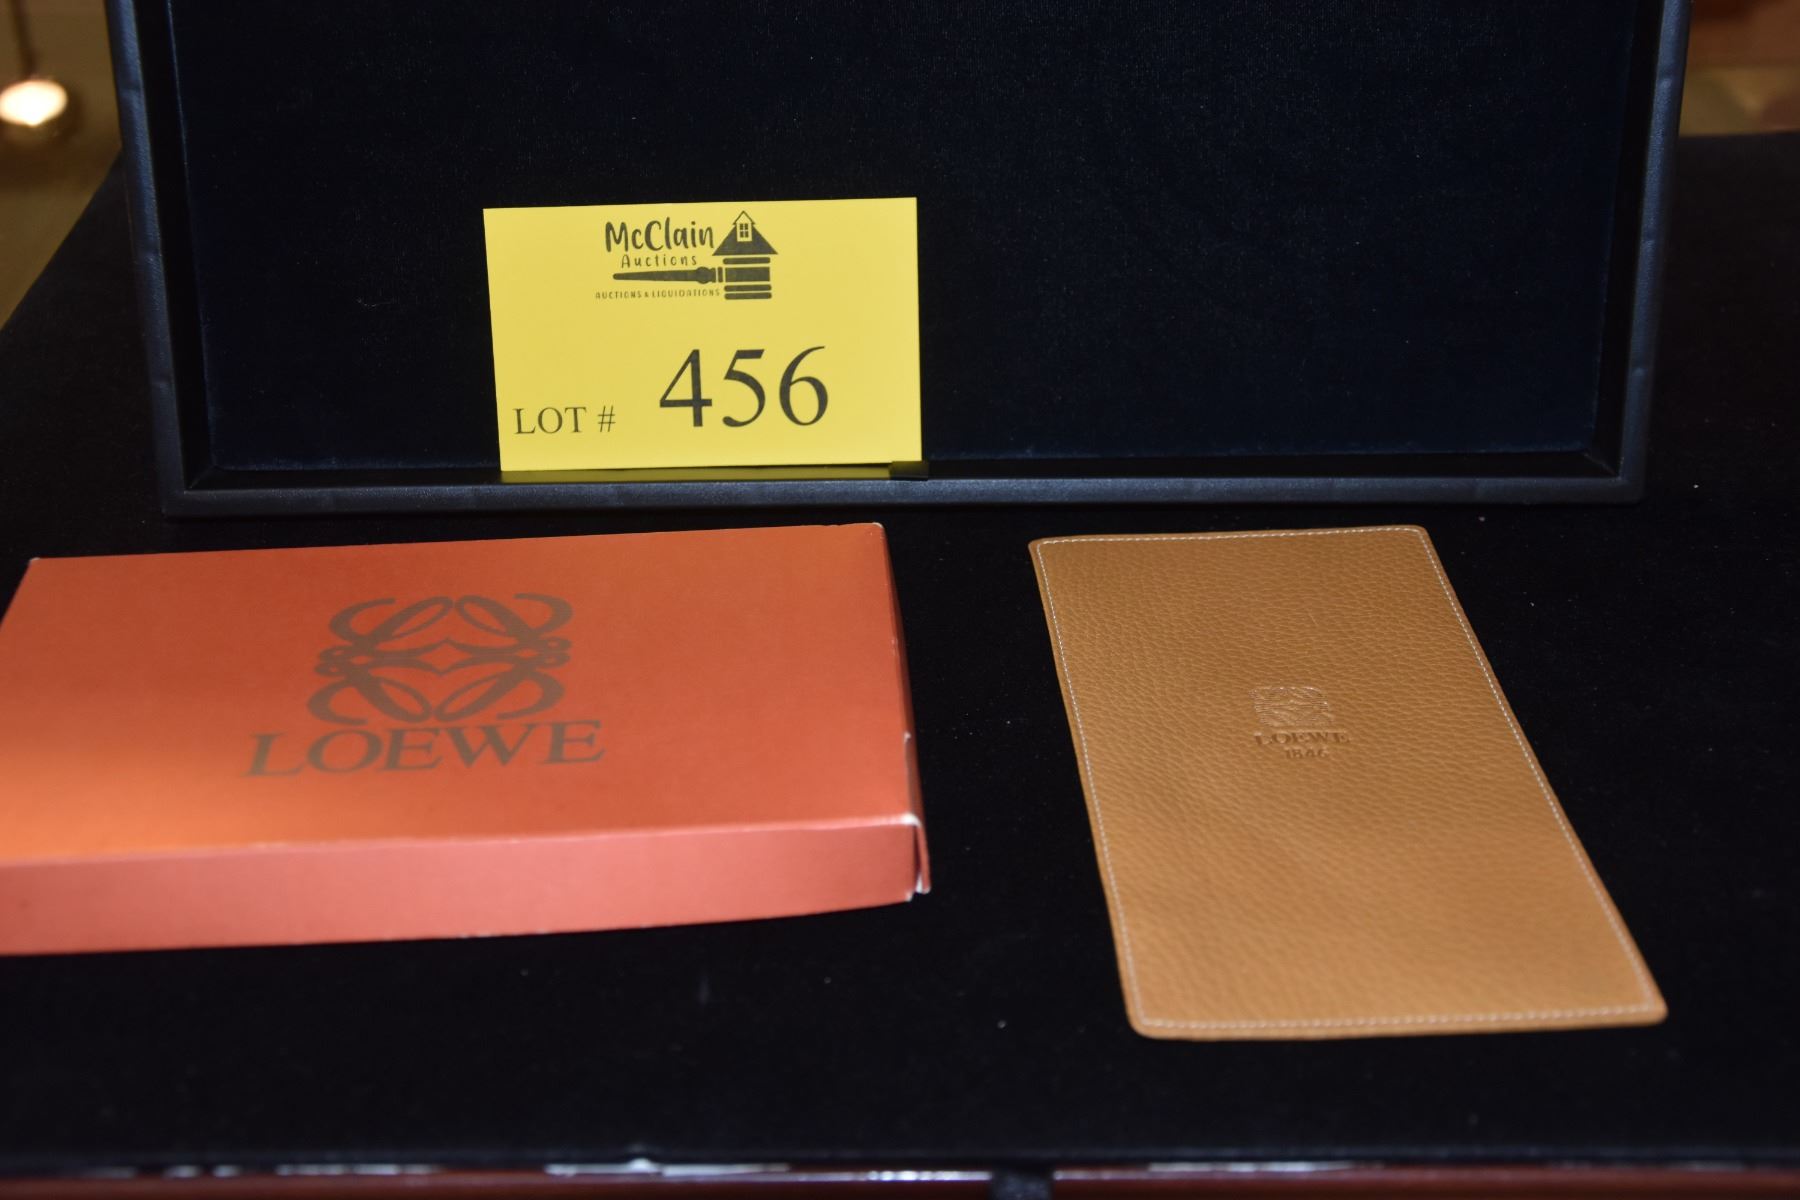 McClain
Auctions
AUCTIONS & LIQUIDATIONS
LOT # 456
LOEWE
LOEWE
1846